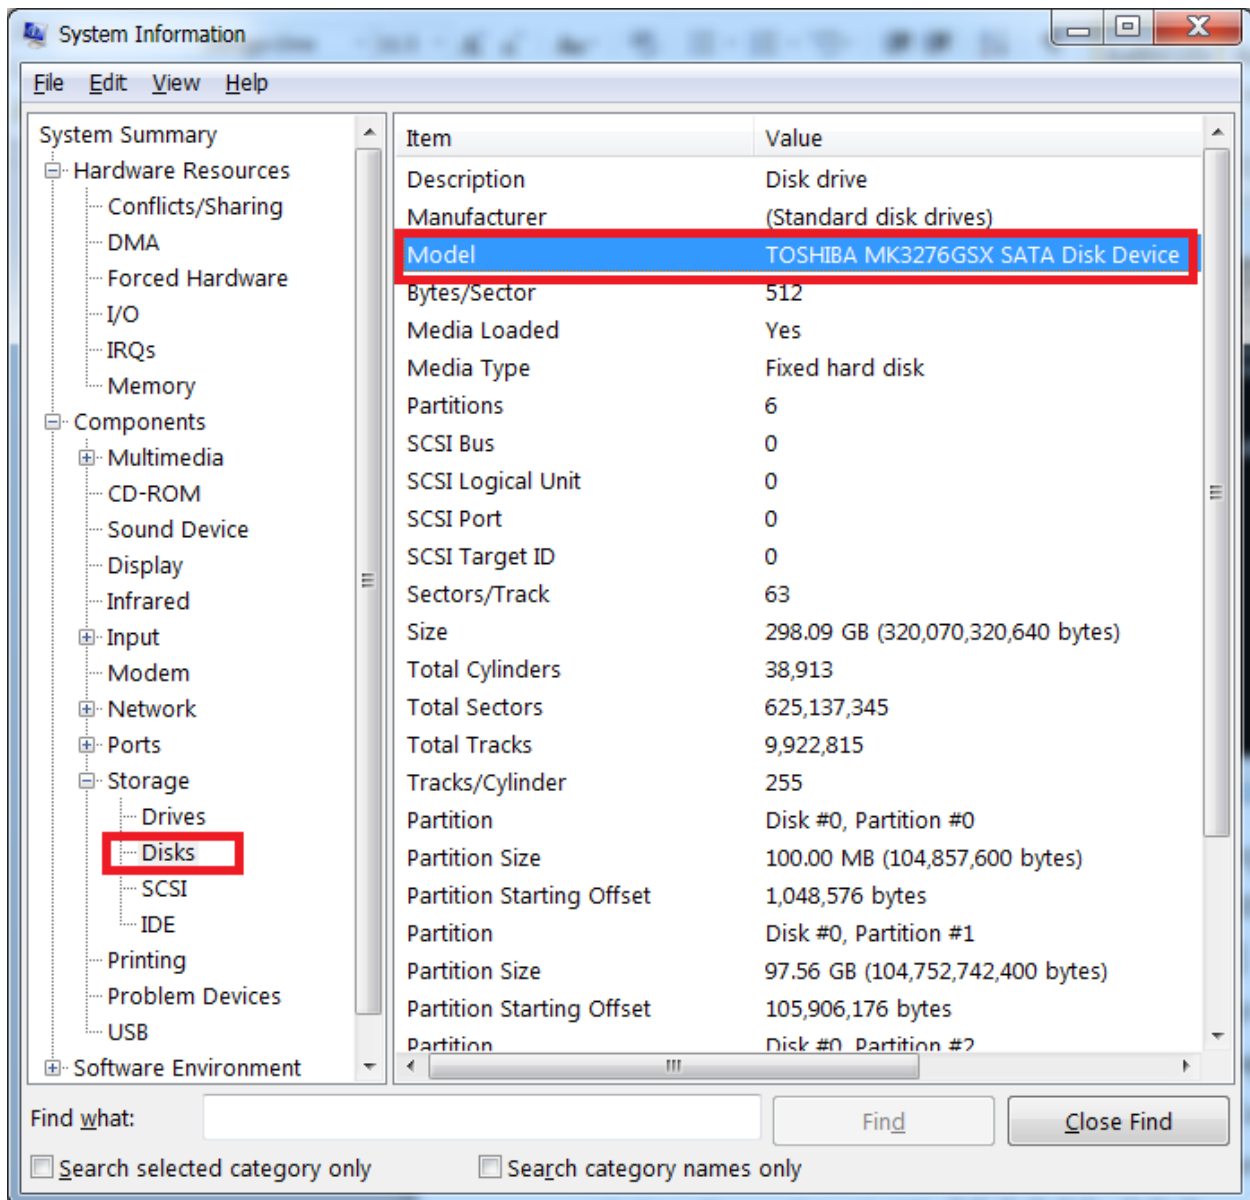 System Information
File Edit View Help
System Summary
Hardware Resources
Conflicts/Sharing
DMA
Forced Hardware
I/O
IRQs
Memory
Components
Multimedia
CD-ROM
Sound Device
Display
Infrared
Input
Modem
Network
Ports
Storage
Drives
Disks
SCSI
IDE
Printing
Problem Devices
USB
Software Environment
Item Value
Description Disk drive
Manufacturer (Standard disk drives)
Model TOSHIBA MK3276GSX SATA Disk Device
Bytes/Sector 512
Media Loaded Yes
Media Type Fixed hard disk
Partitions 6
SCSI Bus 0
SCSI Logical Unit 0
SCSI Port 0
SCSI Target ID 0
Sectors/Track 63
Size 298.09 GB (320,070,320,640 bytes)
Total Cylinders 38,913
Total Sectors 625,137,345
Total Tracks 9,922,815
Tracks/Cylinder 255
Partition Disk #0, Partition #0
Partition Size 100.00 MB (104,857,600 bytes)
Partition Starting Offset 1,048,576 bytes
Partition Disk #0, Partition #1
Partition Size 97.56 GB (104,752,742,400 bytes)
Partition Starting Offset 105,906,176 bytes
Partition Disk #0, Partition #2
Find what: Find Close Find
Search selected category only Search category names only